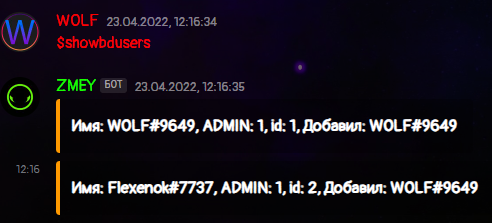 WOLF 23.04.2022, 12:16:34
$showbdusers
ZMEY БОТ 23.04.2022, 12:16:35
Имя: WOLF#9649, ADMIN: 1, id: 1, Добавил: WOLF#9649
12:16
Имя: Flexenok#7737, ADMIN: 1, id: 2, Добавил: WOLF#9649